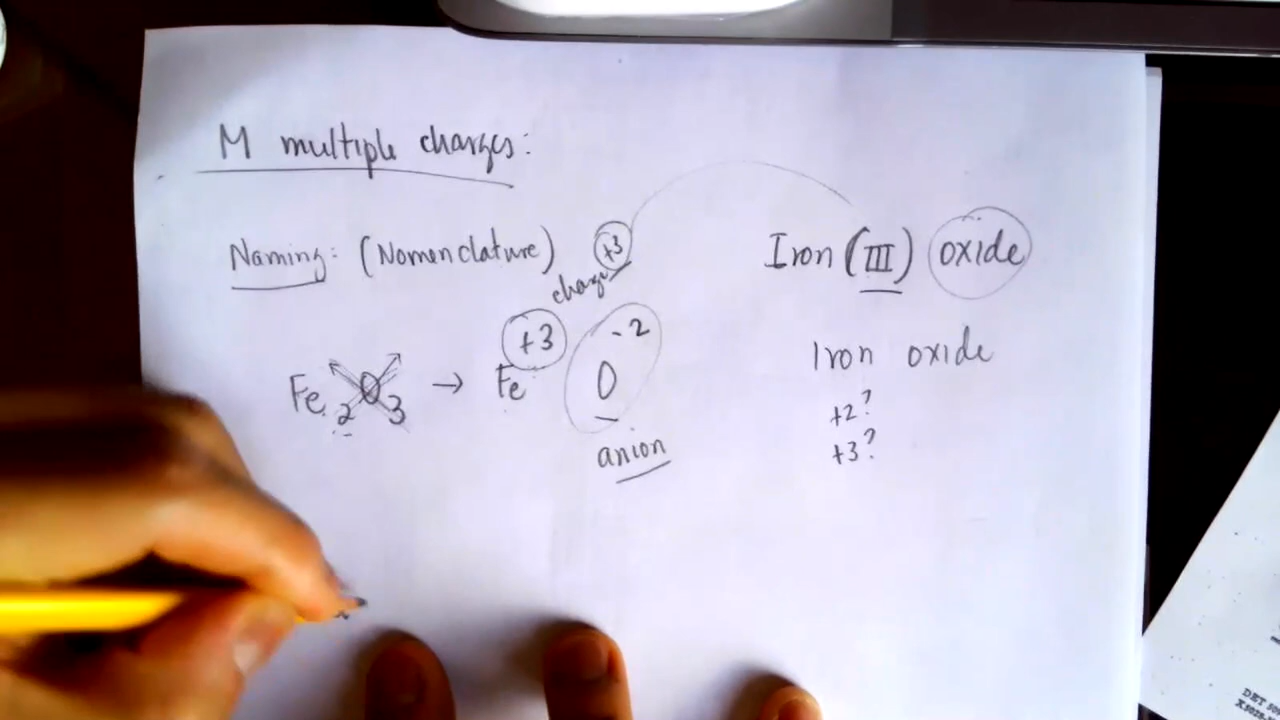 M multiple charges:
Naming: (Nomenclature)
charge +3
Iron (III) oxide
Fe2O3 → Fe+3 O-2
anion
Iron oxide
+2?
+3?